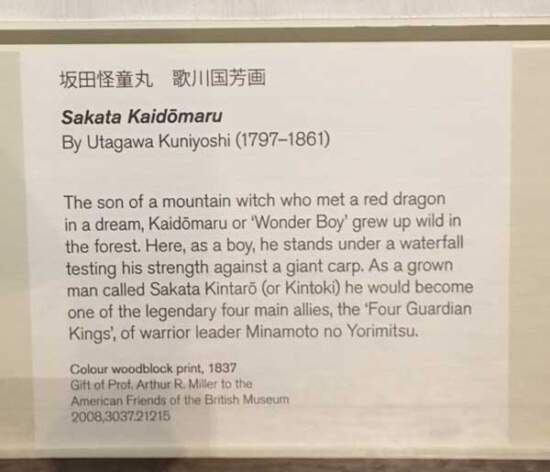 坂田怪童丸　歌川国芳画
Sakata Kaidōmaru
By Utagawa Kuniyoshi (1797–1861)
The son of a mountain witch who met a red dragon
in a dream, Kaidōmaru or ‘Wonder Boy’ grew up wild in
the forest. Here, as a boy, he stands under a waterfall
testing his strength against a giant carp. As a grown
man called Sakata Kintarō (or Kintoki) he would become
one of the legendary four main allies, the ‘Four Guardian
Kings’, of warrior leader Minamoto no Yorimitsu.
Colour woodblock print, 1837
Gift of Prof. Arthur R. Miller to the
American Friends of the British Museum
2008,3037.21215